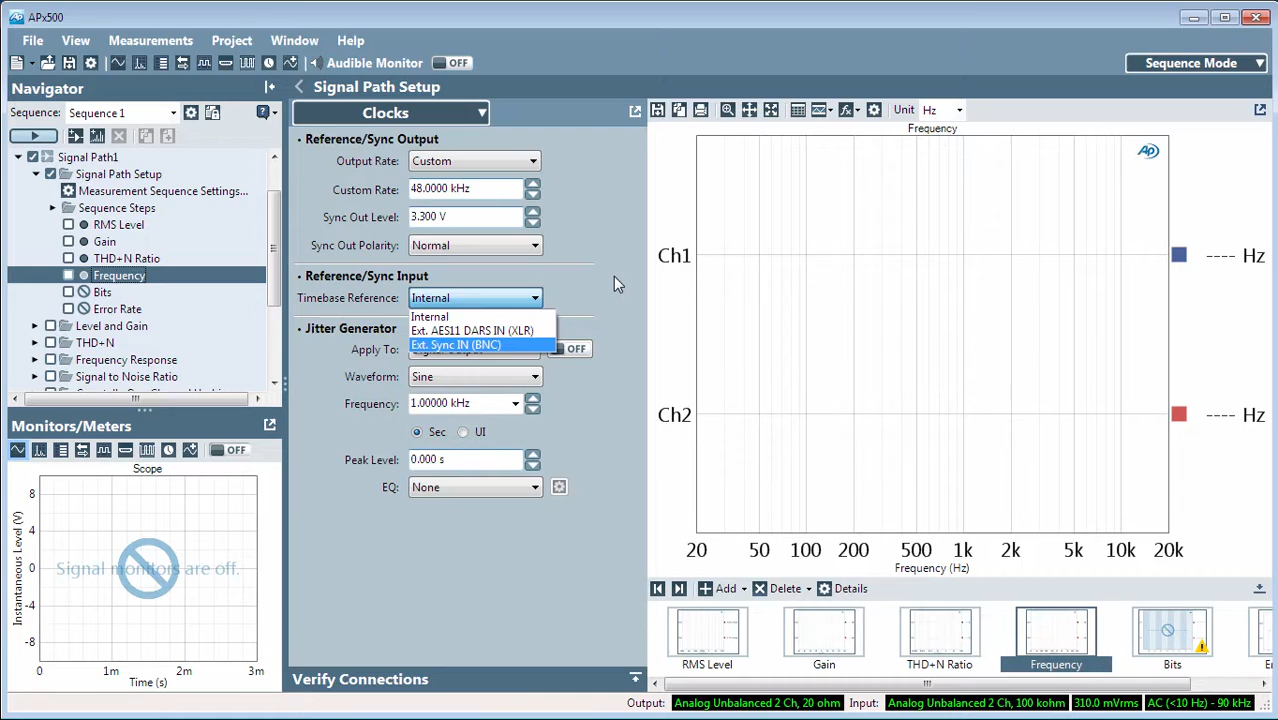 APx500
File View Measurements Project Window Help
Audible Monitor OFF
Sequence Mode
Navigator
Sequence: Sequence 1
Signal Path1
Signal Path Setup
Measurement Sequence Settings...
Sequence Steps
RMS Level
Gain
THD+N Ratio
Frequency
Bits
Error Rate
Level and Gain
THD+N
Frequency Response
Signal to Noise Ratio
Monitors/Meters
OFF
Scope
Instantaneous Level (V)
8
4
0
-4
-8
Signal monitors are off.
0 1m 2m 3m
Time (s)
Signal Path Setup
Clocks
Reference/Sync Output
Output Rate: Custom
Custom Rate: 48.0000 kHz
Sync Out Level: 3.300 V
Sync Out Polarity: Normal
Reference/Sync Input
Timebase Reference: Internal
Internal
Ext. AES11 DARS IN (XLR)
Ext. Sync IN (BNC)
Jitter Generator
Apply To: OFF
Waveform: Sine
Frequency: 1.00000 kHz
Sec UI
Peak Level: 0.000 s
EQ: None
Verify Connections
Unit Hz
Frequency
AP
Ch1 ---- Hz
Ch2 ---- Hz
20 50 100 200 500 1k 2k 5k 10k 20k
Frequency (Hz)
Add Delete Details
RMS Level Gain THD+N Ratio Frequency Bits
Output: Analog Unbalanced 2 Ch, 20 ohm Input: Analog Unbalanced 2 Ch, 100 kohm 310.0 mVrms AC (<10 Hz) - 90 kHz